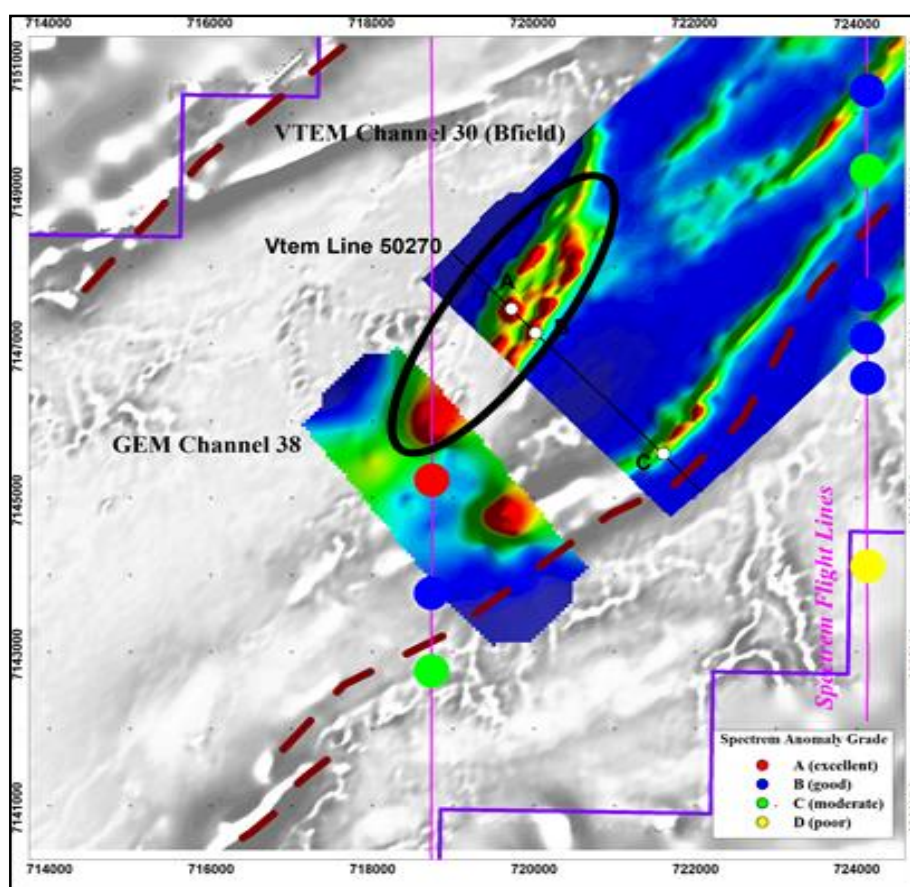 714000 716000 718000 720000 722000 724000
7151000
7149000
7147000
7145000
7143000
7141000
VTEM Channel 30 (Bfield)
Vtem Line 50270
A
C
GEM Channel 38
Spectrem Flight Lines
Spectrem Anomaly Grade
A (excellent)
B (good)
C (moderate)
D (poor)
714000 716000 718000 720000 722000 724000